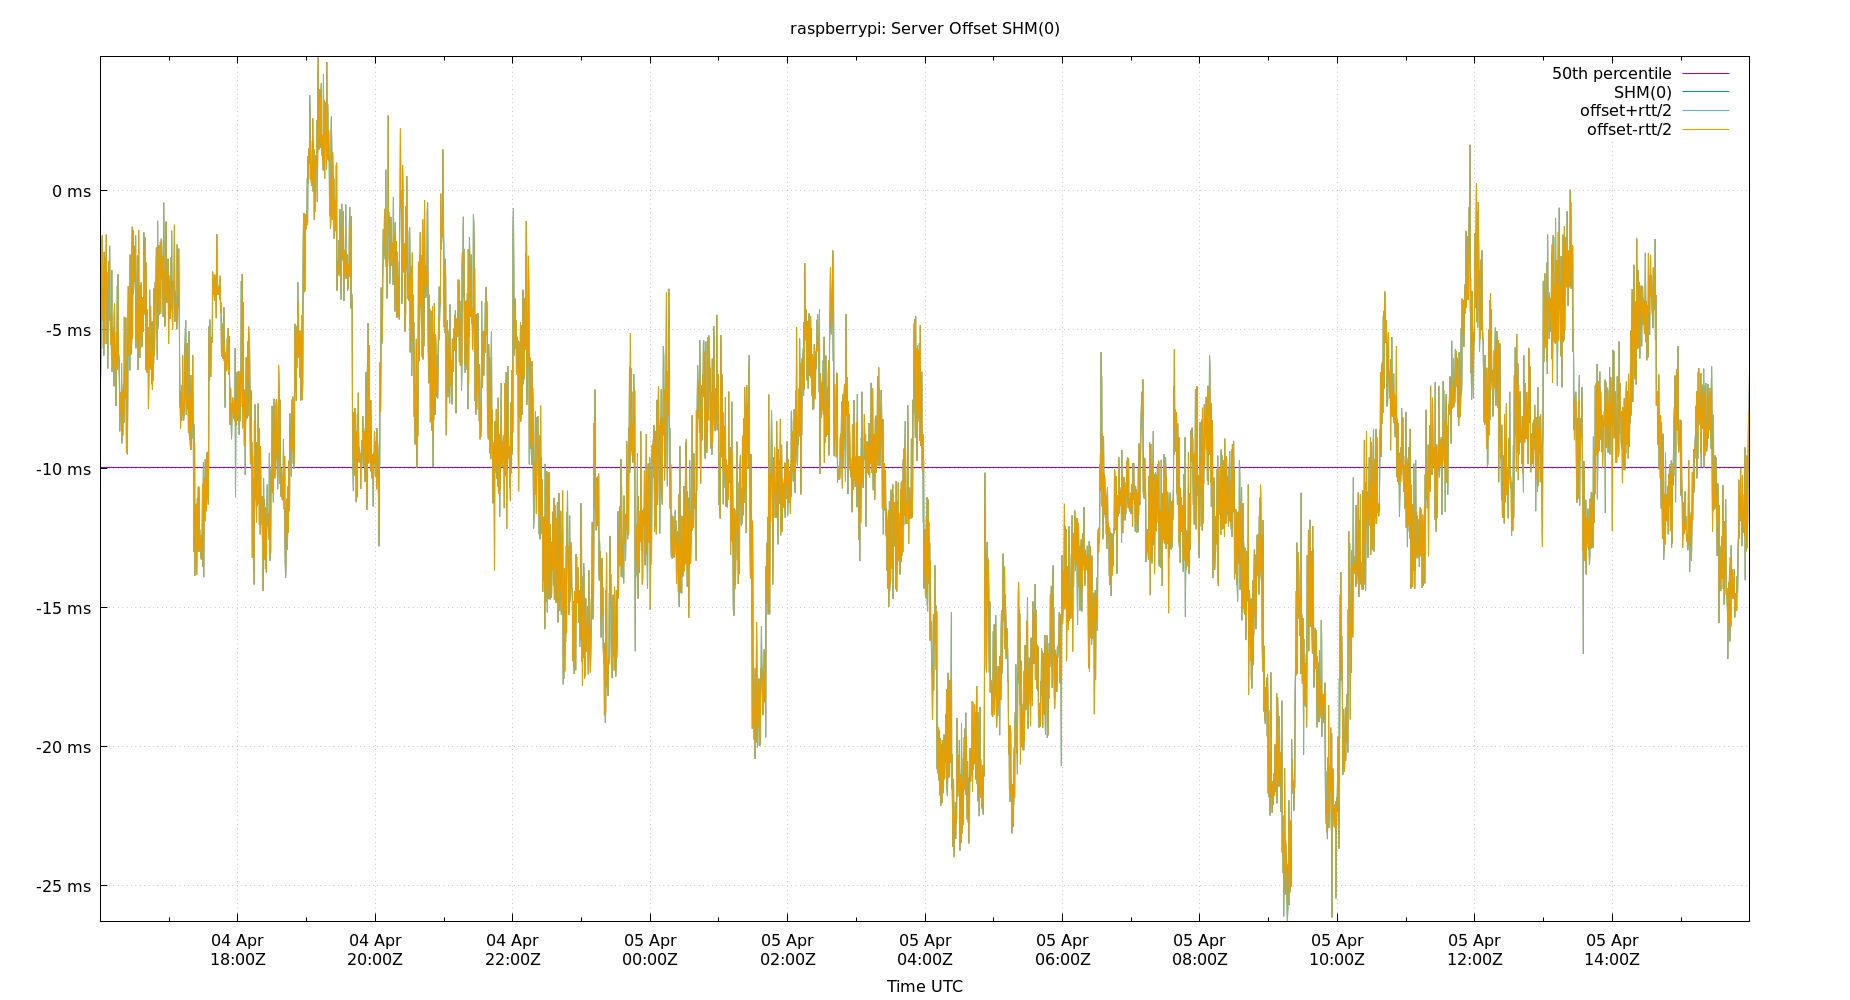 raspberrypi: Server Offset SHM(0)
50th percentile
SHM(0)
offset+rtt/2
offset-rtt/2
0 ms
-5 ms
-10 ms
-15 ms
-20 ms
-25 ms
04 Apr 04 Apr 04 Apr 05 Apr 05 Apr 05 Apr 05 Apr 05 Apr 05 Apr 05 Apr 05 Apr
18:00Z 20:00Z 22:00Z 00:00Z 02:00Z 04:00Z 06:00Z 08:00Z 10:00Z 12:00Z 14:00Z
Time UTC